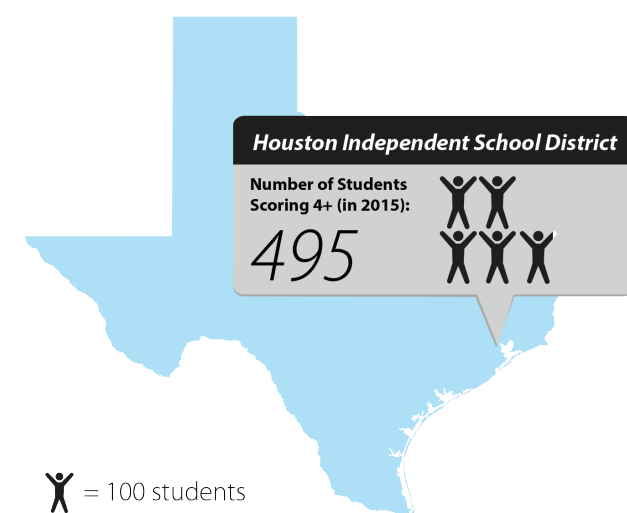 Houston Independent School District
Number of Students
Scoring 4+ (in 2015):
495
= 100 students